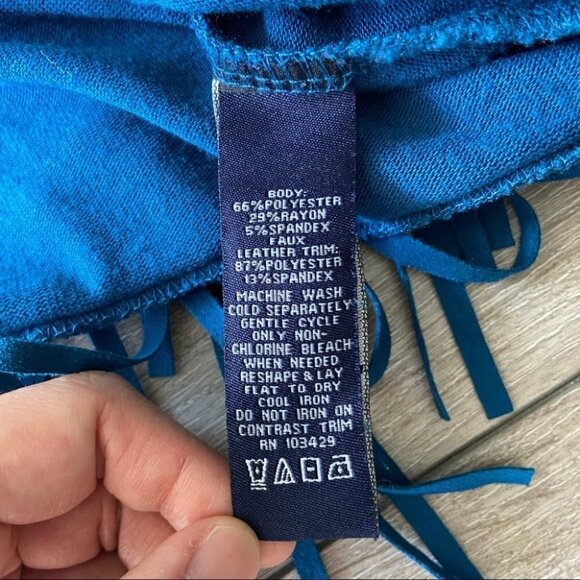 BODY:
66%POLYESTER
29%RAYON
5%SPANDEX
FAUX
LEATHER TRIM:
87%POLYESTER
13%SPANDEX
MACHINE WASH
COLD SEPARATELY
GENTLE CYCLE
ONLY NON-
CHLORINE BLEACH
WHEN NEEDED
RESHAPE & LAY
FLAT TO DRY
COOL IRON
DO NOT IRON ON
CONTRAST TRIM
RN 103429